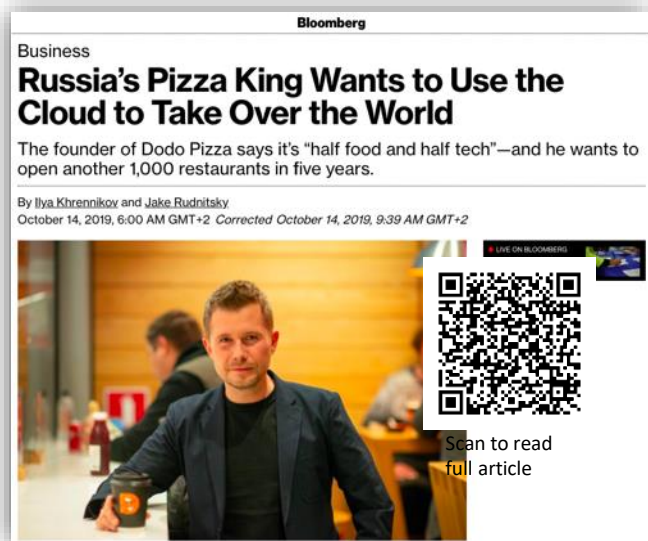 Bloomberg
Business
Russia's Pizza King Wants to Use the
Cloud to Take Over the World
The founder of Dodo Pizza says it's “half food and half tech”—and he wants to
open another 1,000 restaurants in five years.
By Ilya Khrennikov and Jake Rudnitsky
October 14, 2019, 6:00 AM GMT+2 Corrected October 14, 2019, 9:39 AM GMT+2
LIVE ON BLOOMBERG
Scan to read
full article